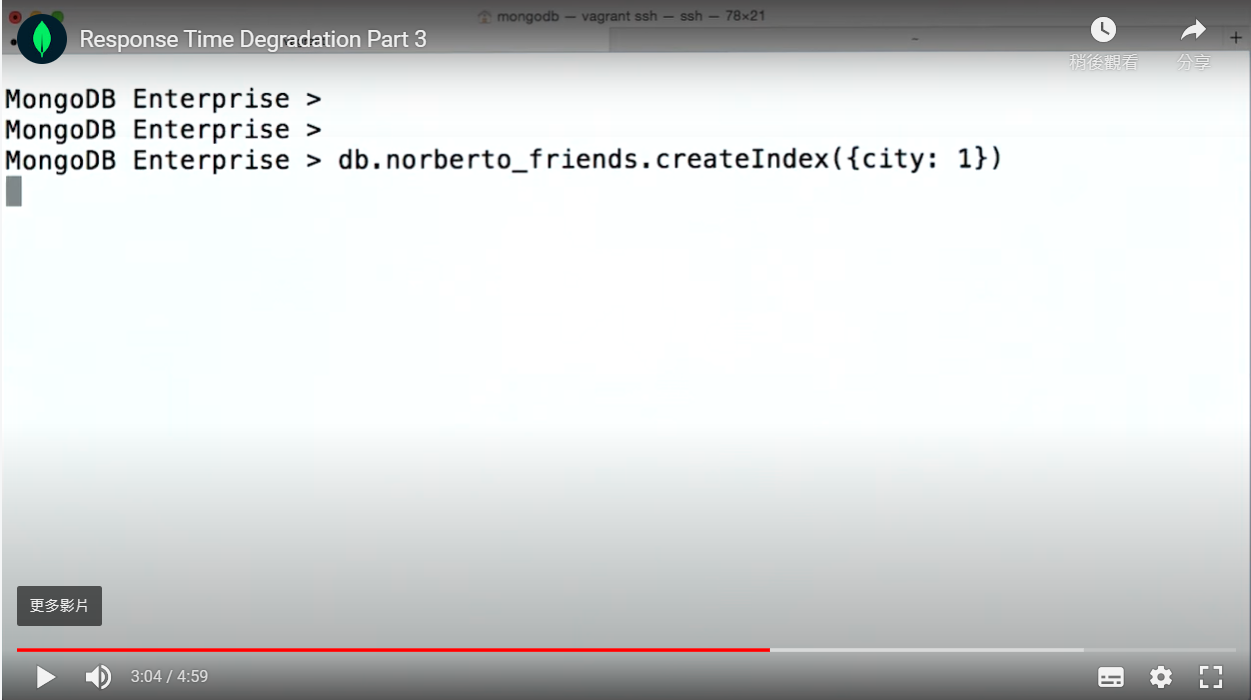 mongodb — vagrant ssh — ssh — 78×21
Response Time Degradation Part 3
稍後觀看
分享
MongoDB Enterprise >
MongoDB Enterprise >
MongoDB Enterprise > db.norberto_friends.createIndex({city: 1})
更多影片
3:04 / 4:59